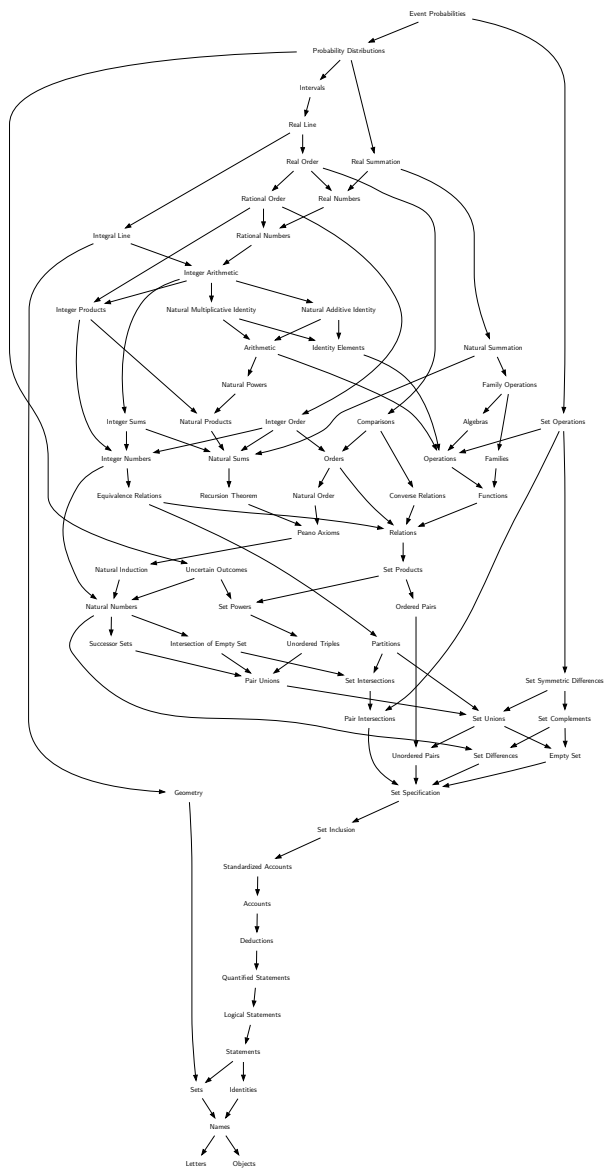 Event Probabilities
Probability Distributions
Intervals
Real Line
Real Order
Real Summation
Rational Order
Real Numbers
Integral Line
Rational Numbers
Integer Arithmetic
Integer Products
Natural Multiplicative Identity
Natural Additive Identity
Arithmetic
Identity Elements
Natural Summation
Natural Powers
Family Operations
Integer Sums
Natural Products
Integer Order
Comparisons
Algebras
Set Operations
Integer Numbers
Natural Sums
Orders
Operations
Families
Equivalence Relations
Recursion Theorem
Natural Order
Converse Relations
Functions
Peano Axioms
Relations
Natural Induction
Uncertain Outcomes
Set Products
Natural Numbers
Set Powers
Ordered Pairs
Successor Sets
Intersection of Empty Set
Unordered Triples
Partitions
Pair Unions
Set Intersections
Set Symmetric Differences
Pair Intersections
Set Unions
Set Complements
Unordered Pairs
Set Differences
Empty Set
Geometry
Set Specification
Set Inclusion
Standardized Accounts
Accounts
Deductions
Quantified Statements
Logical Statements
Statements
Sets
Identities
Names
Letters
Objects